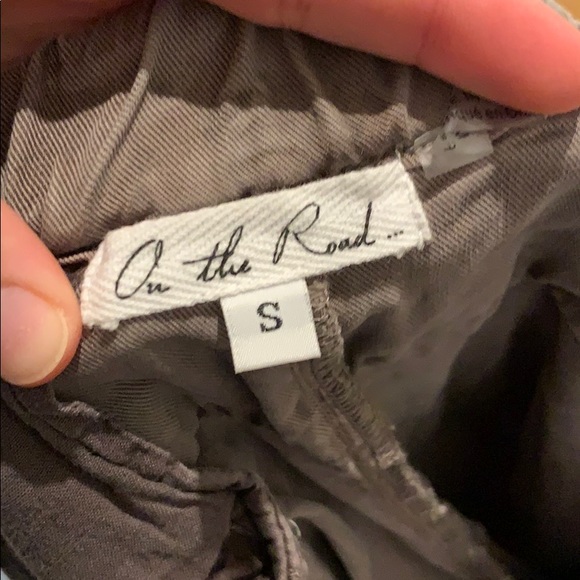 On the Road...
S